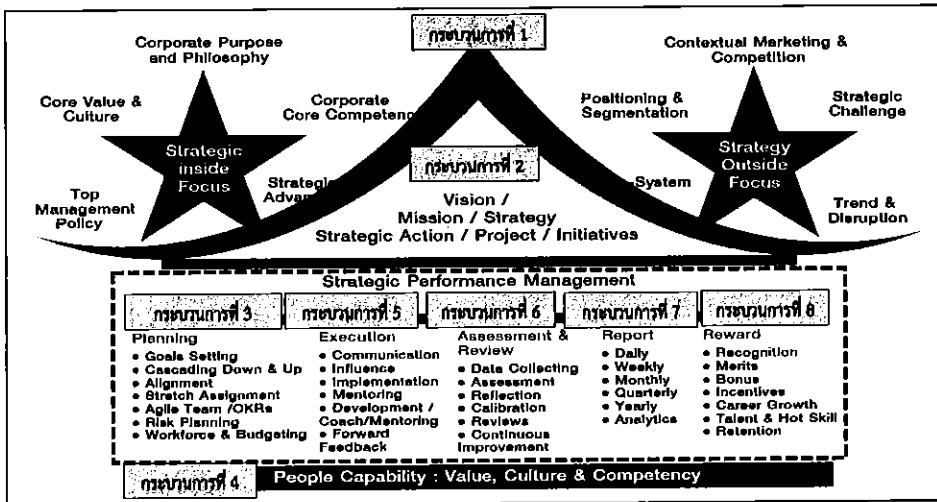 กระบวนการที่ 1
Corporate Purpose
and Philosophy
Core Value &
Culture
Corporate
Core Competency
Strategic
inside
Focus
Top
Management
Policy
Strategic
Contextual Marketing &
Competition
Positioning &
Segmentation
Strategic
Challenge
Strategy
Outside
Focus
-System
Trend &
Disruption
กระบวนการที่ 2
Vision /
Mission / Strategy
Strategic Action / Project / Initiatives
Strategic Performance Management
กระบวนการที่ 3
Planning
• Goals Setting
• Cascading Down & Up
• Alignment
• Stretch Assignment
• Agile Team /OKRs
• Risk Planning
• Workforce & Budgeting
กระบวนการที่ 5
Execution
• Communication
• Influence
• Implementation
• Mentoring
• Development /
Coach/Mentoring
• Forward
Feedback
กระบวนการที่ 6
Assessment &
Review
• Data Collecting
• Assessment
• Reflection
• Calibration
• Reviews
• Continuous
Improvement
กระบวนการที่ 7
Report
• Daily
• Weekly
• Monthly
• Quarterly
• Yearly
• Analytics
กระบวนการที่ 8
Reward
• Recognition
• Merits
• Bonus
• Incentives
• Career Growth
• Talent & Hot Skill
• Retention
กระบวนการที่ 4
People Capability : Value, Culture & Competency